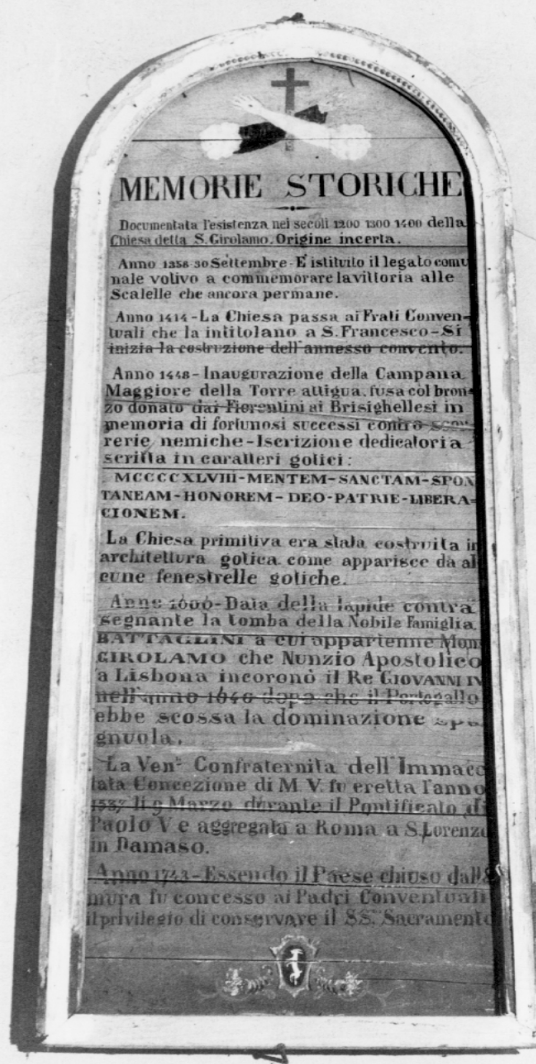 MEMORIE STORICHE
Documentata l'esistenza nei secoli 1200 1300 1400 della
Chiesa detta S. Girolamo. Origine incerta.
Anno 1358 30 Settembre - E' istituito il legato comu
nale votivo a commemorare la vittoria alle
Scalelle che ancora permane.
Anno 1414 - La Chiesa passa ai Frati Conven-
tuali che la intitolano a S. Francesco - Si
inizia la costruzione dell'annesso convento.
Anno 1448 - Inaugurazione della Campana
Maggiore della Torre attigua. fusa col bron
zo donato dai Fiorentini ai Brisighellesi in
memoria di fortunosi successi contro
rerie nemiche - Iscrizione dedicatoria
scritta in caratteri gotici:
MCCCCXLVIII - MENTEM - SANCTAM - SPON
TANEAM - HONOREM - DEO - PATRIE - LIBERA=
CIONEM.
La Chiesa primitiva era stata costruita in
architettura gotica come apparisce da al
cune fenestrelle gotiche.
Anno 1606 - Data della lapide contra
segnante la tomba della Nobile Famiglia
BATTAGLINI a cui appartenne Mon
GIROLAMO che Nunzio Apostolico
a Lisbona incoronò il Re GIOVANNI IV
nell'anno 1640 dopo che il Portogallo
ebbe scossa la dominazione spa
gnuola.
La Ven. Confraternita dell'Immac
lata Concezione di M V. fu eretta l'anno
li 9 Marzo durante il Pontificato di
Paolo V e aggregata a Roma a S. Lorenzo
in Damaso.
Anno 1743 - Essendo il Paese chiuso dalle
mura fu concesso ai Padri Conventuali
il privilegio di conservare il SS. Sacramento